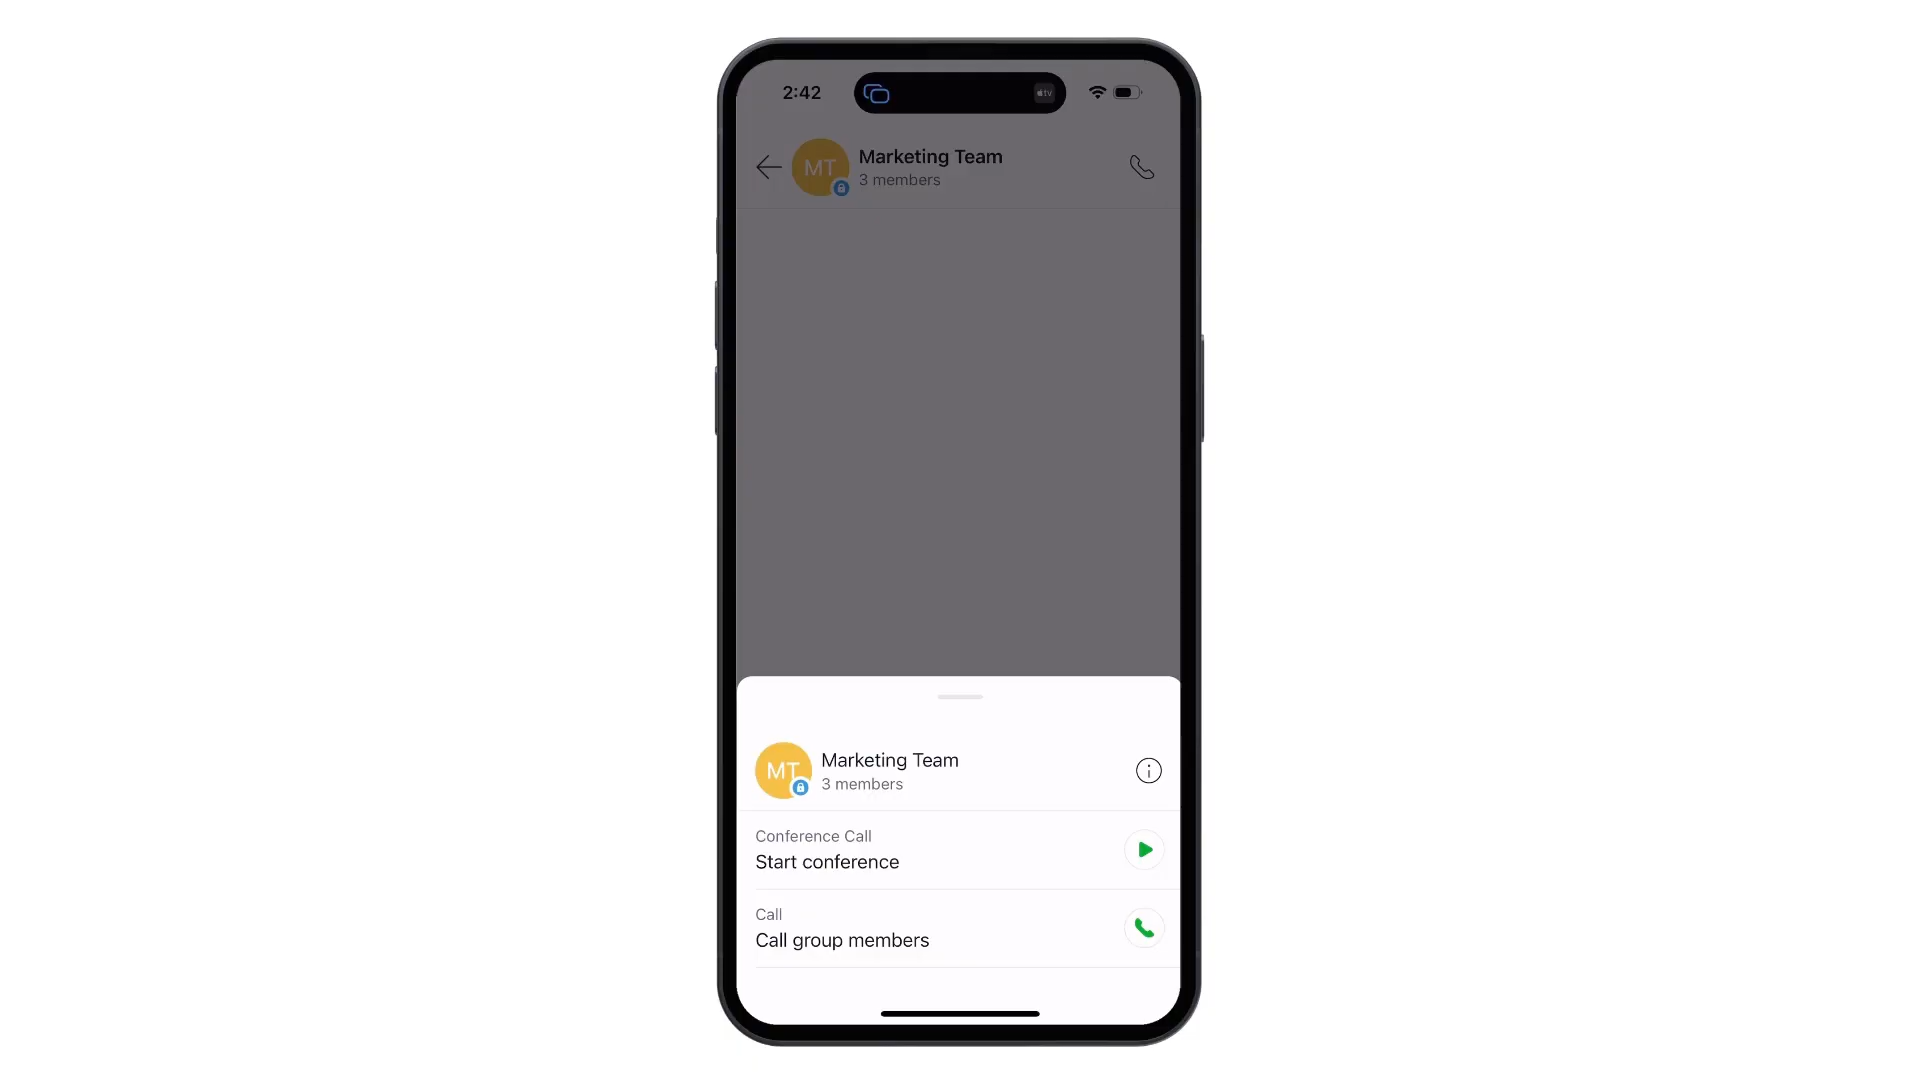 2:42
tv
MT
Marketing Team
3 members
MT
Marketing Team
3 members
Conference Call
Start conference
Call
Call group members